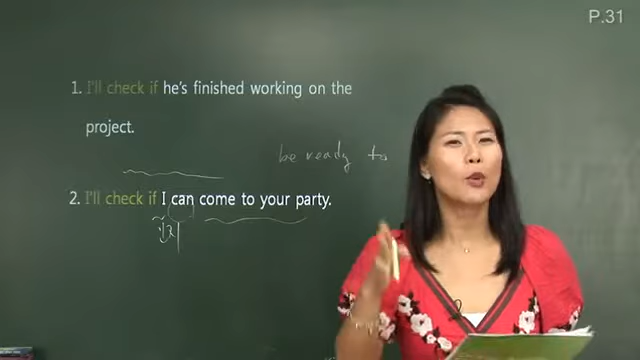 P.31
1. I'll check if he's finished working on the
project.
be ready to
2. I'll check if I can come to your party.